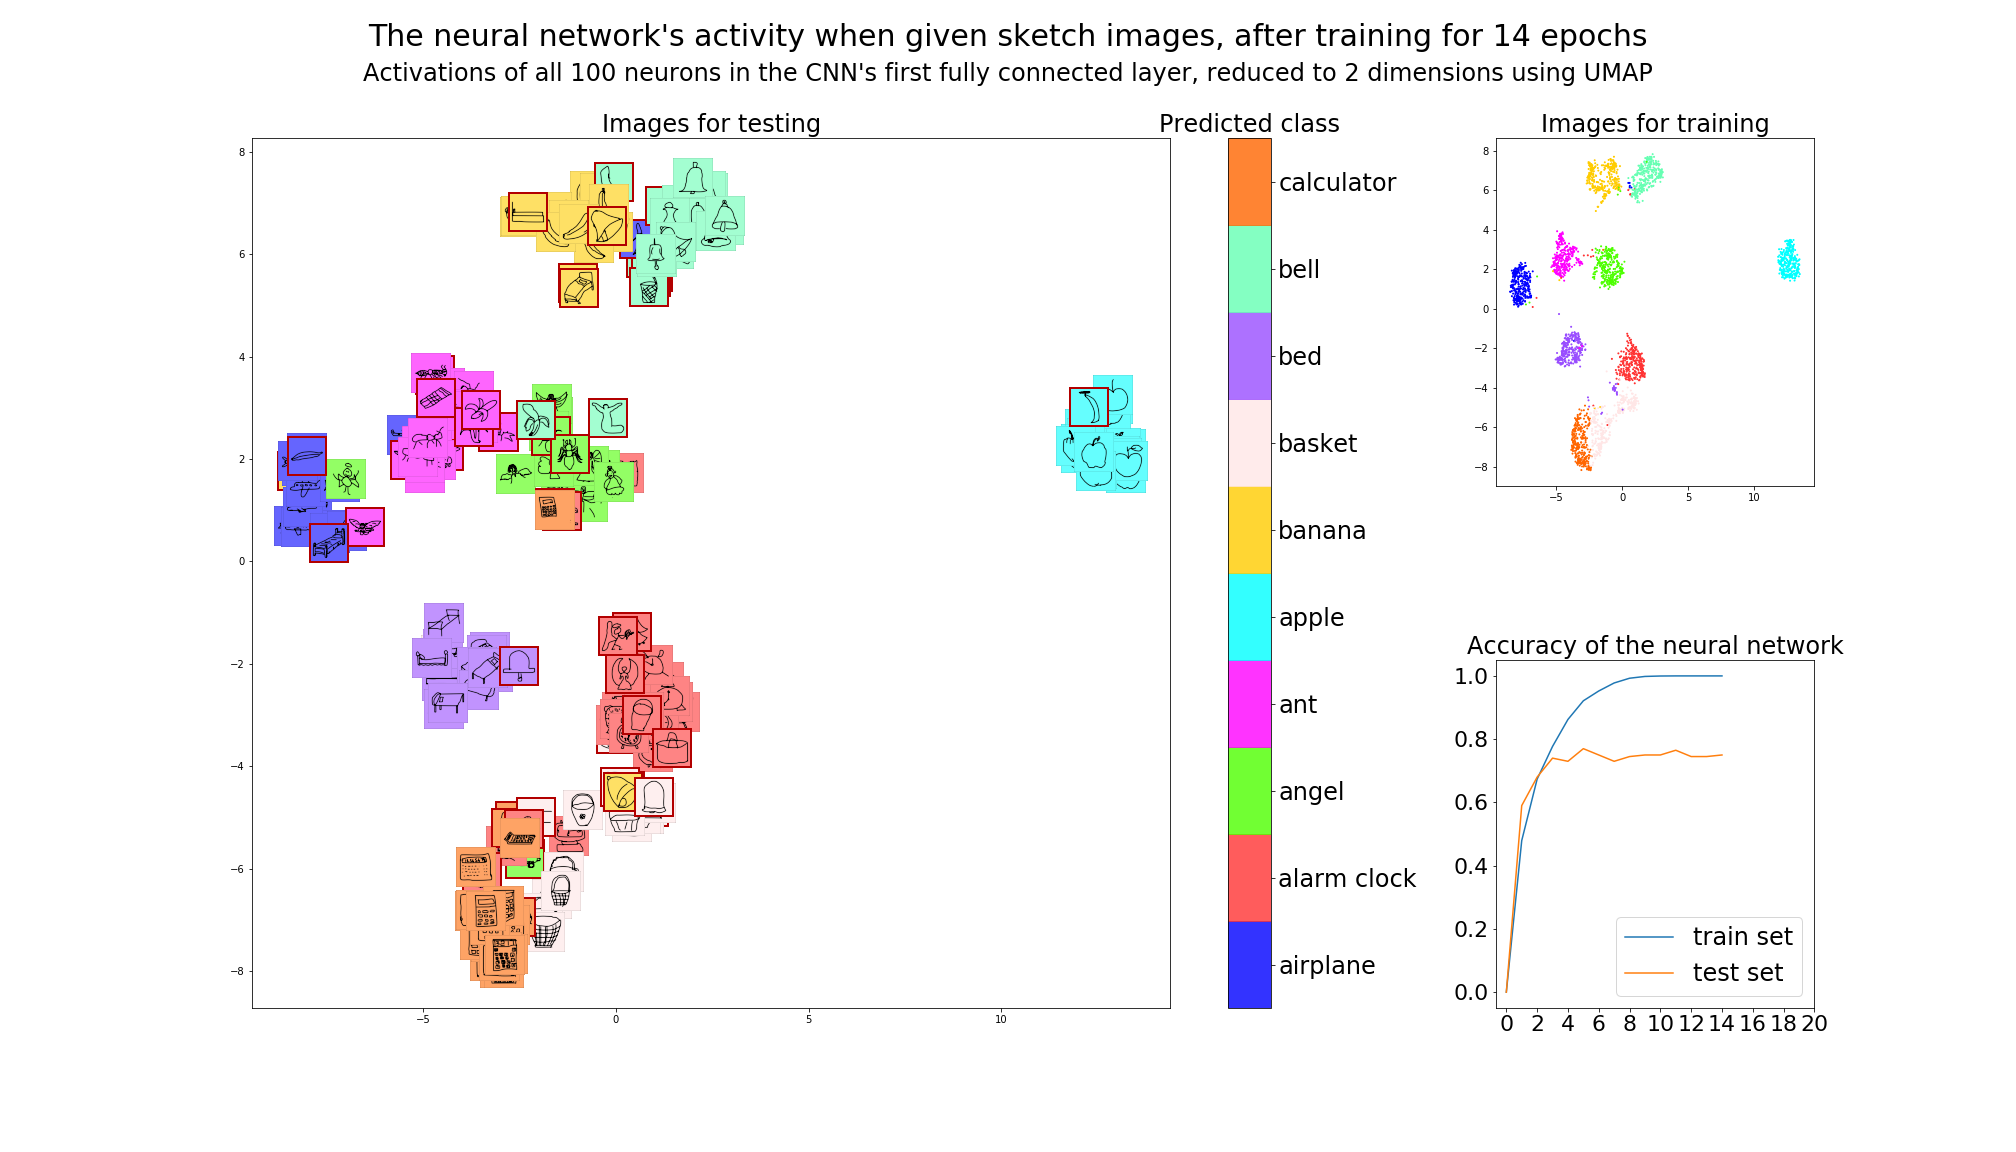 The neural network's activity when given sketch images, after training for 14 epochs
Activations of all 100 neurons in the CNN's first fully connected layer, reduced to 2 dimensions using UMAP
Images for testing
8
6
4
2
0
−2
−4
−6
−8
−5
0
5
10
Predicted class
calculator
bell
bed
basket
banana
apple
ant
angel
alarm clock
airplane
Images for training
8
6
4
2
0
−2
−4
−6
−8
−5
0
5
10
Accuracy of the neural network
1.0
0.8
0.6
0.4
0.2
0.0
0 2 4 6 8 10 12 14 16 18 20
train set
test set